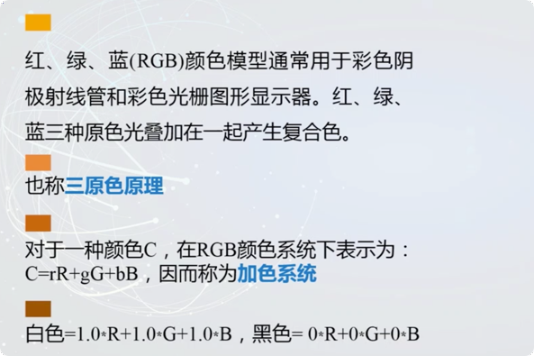 红、绿、蓝(RGB)颜色模型通常用于彩色阴
极射线管和彩色光栅图形显示器。红、绿、
蓝三种原色光叠加在一起产生复合色。
也称三原色原理
对于一种颜色C，在RGB颜色系统下表示为：
C=rR+gG+bB，因而称为加色系统
白色=1.0*R+1.0*G+1.0*B，黑色= 0*R+0*G+0*B